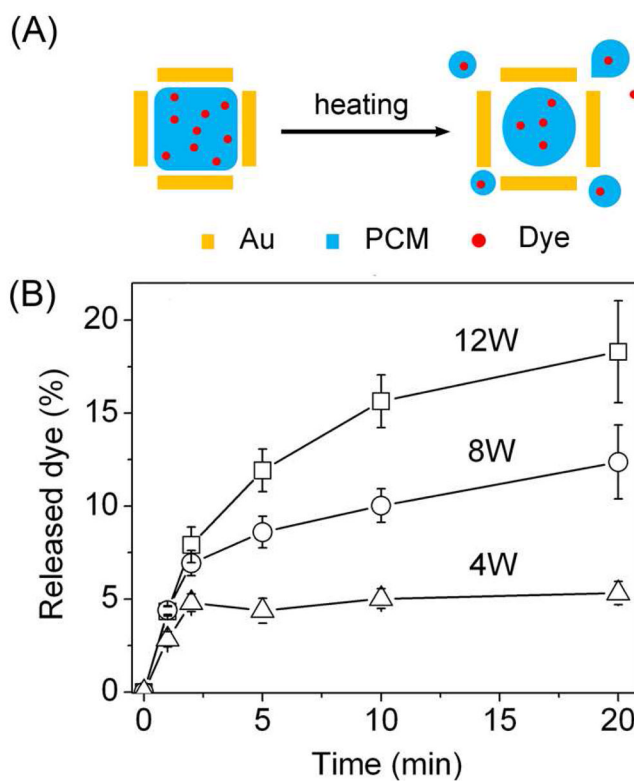 (A)
heating
Au PCM Dye
(B)
20
15
10
5
0
Released dye (%)
12W
8W
4W
0 5 10 15 20
Time (min)